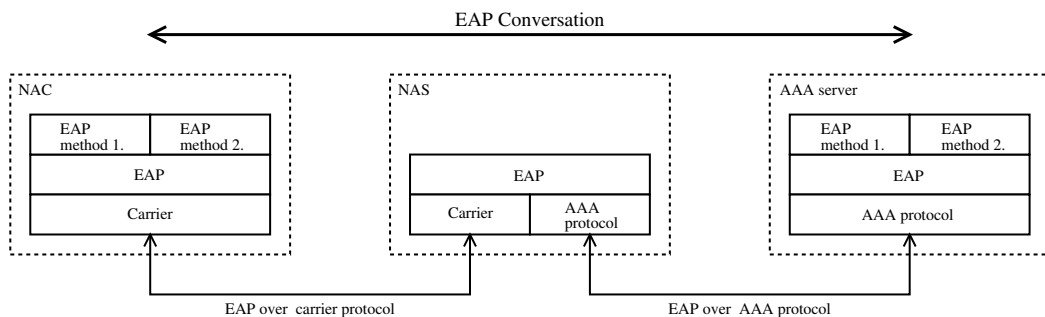 EAP Conversation
NAC
NAS
AAA server
EAP
method 1.
EAP
method 2.
EAP
Carrier
EAP
Carrier
AAA
protocol
EAP
method 1.
EAP
method 2.
EAP
AAA protocol
EAP over carrier protocol
EAP over AAA protocol